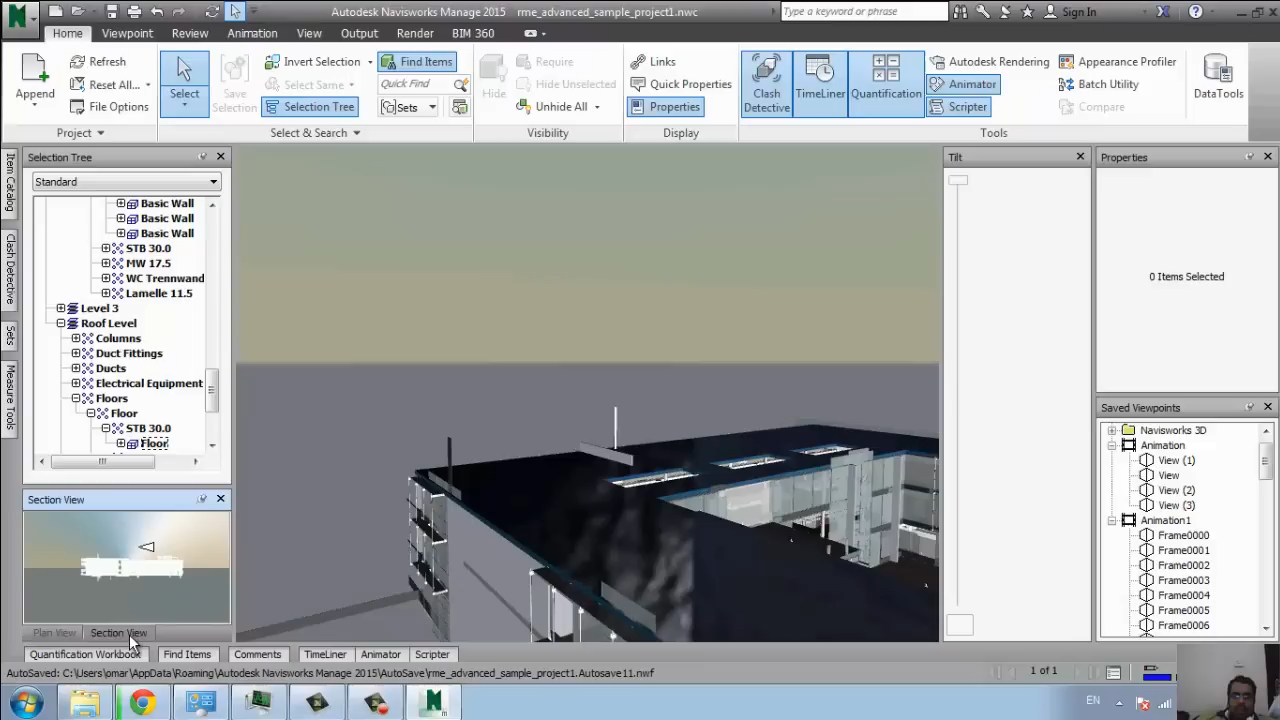 Autodesk Navisworks Manage 2015 rme_advanced_sample_project1.nwc
Type a keyword or phrase
Sign In
Home Viewpoint Review Animation View Output Render BIM 360
Append
Refresh
Reset All...
File Options
Project
Select
Save Selection
Invert Selection
Select Same
Selection Tree
Find Items
Quick Find
Sets
Select & Search
Hide
Require
Hide Unselected
Unhide All
Visibility
Links
Quick Properties
Properties
Display
Clash Detective
TimeLiner
Quantification
Autodesk Rendering
Animator
Scripter
Appearance Profiler
Batch Utility
Compare
Tools
DataTools
Item Catalog
Clash Detective
Sets
Measure Tools
Selection Tree
Standard
Basic Wall
Basic Wall
Basic Wall
STB 30.0
MW 17.5
WC Trennwand
Lamelle 11.5
Level 3
Roof Level
Columns
Duct Fittings
Ducts
Electrical Equipment
Floors
Floor
STB 30.0
Floor
Section View
Plan View Section View
Tilt
Properties
0 Items Selected
Saved Viewpoints
Navisworks 3D
Animation
View (1)
View
View (2)
View (3)
Animation1
Frame0000
Frame0001
Frame0002
Frame0003
Frame0004
Frame0005
Frame0006
Quantification Workbook Find Items Comments TimeLiner Animator Scripter
AutoSaved: C:\Users\omar\AppData\Roaming\Autodesk Navisworks Manage 2015\AutoSave\rme_advanced_sample_project1.Autosave11.nwf
1 of 1
EN